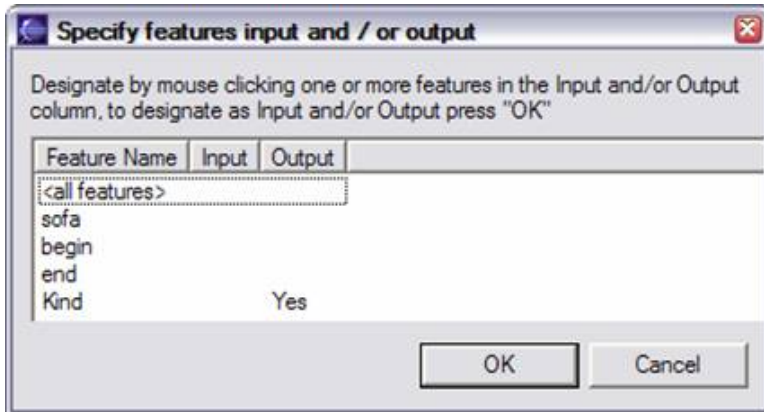 Specify features input and / or output
Designate by mouse clicking one or more features in the Input and/or Output
column, to designate as Input and/or Output press "OK"
Feature Name Input Output
<all features>
sofa
begin
end
Kind Yes
OK Cancel